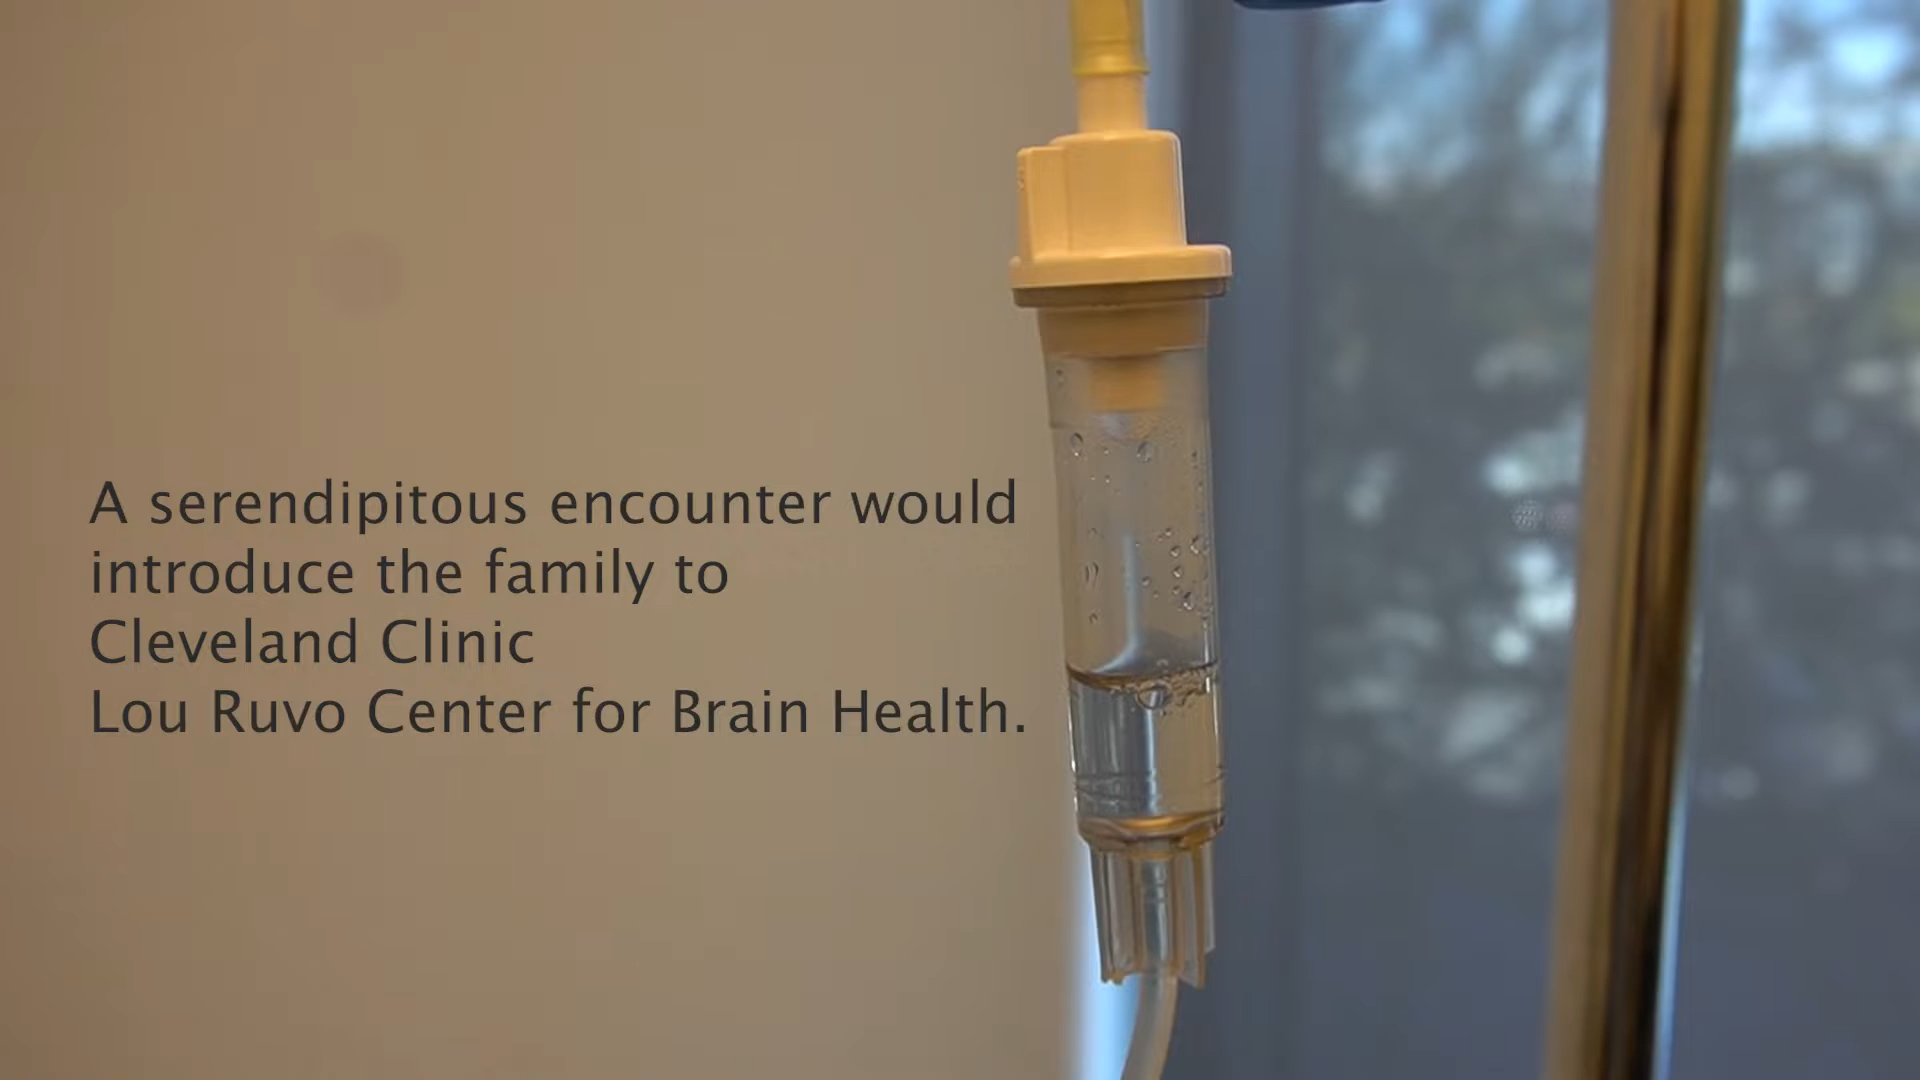 A serendipitous encounter would
introduce the family to
Cleveland Clinic
Lou Ruvo Center for Brain Health.